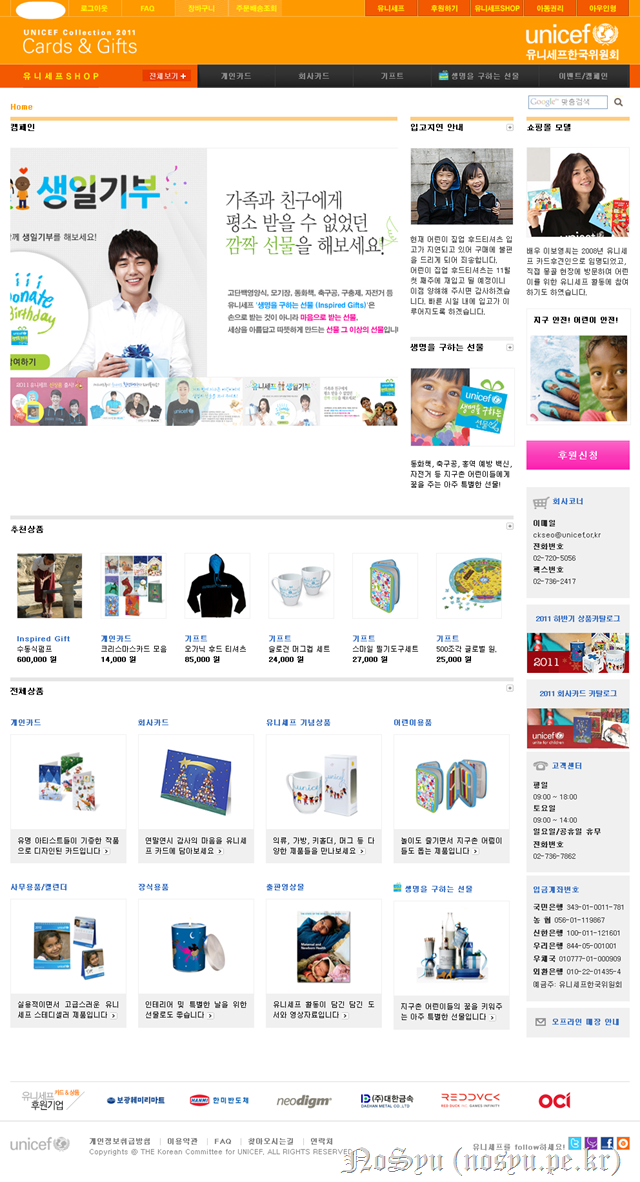 로그아웃 FAQ 장바구니 주문배송조회 유니세프 후원하기 유니세프SHOP 아동권리 아우인형
UNICEF Collection 2011
Cards & Gifts
unicef
유니세프한국위원회
유니세프SHOP 전체보기 + 개인카드 회사카드 기프트 생명을 구하는 선물 이벤트/캠페인
Home
Google 맞춤검색
캠페인
생일기부
생일기부를 해보세요!
Donate
Birthday
참여하기
가족과 친구에게
평소 받을 수 없었던
깜짝 선물을 해보세요!
고단백영양식, 모기장, 동화책, 축구공, 구충제, 자전거 등
유니세프 '생명을 구하는 선물 (Inspired Gifts)'은
손으로 받는 것이 아니라 마음으로 받는 선물,
세상을 아름답고 따뜻하게 만드는 선물 그 이상의 선물입니
입고지연 안내
현재 어린이 집업 후드티셔츠 입
고가 지연되고 있어 구매에 불편
을 드리게 되어 죄송합니다.
어린이 집업 후드티셔츠는 11월
첫 째주에 재입고 될 예정이니
이점 양해해 주시면 감사하겠습
니다. 빠른 시일 내에 입고가 이
루어지도록 하겠습니다.
생명을 구하는 선물
unicef
생명을구하는
선물
동화책, 축구공, 홍역 예방 백신,
자전거 등 지구촌 어린이들에게
꿈을 주는 아주 특별한 선물!
쇼핑몰 모델
배우 이보영씨는 2008년 유니세
프 카드후견인으로 임명되었고,
직접 물글 현장에 방문하여 어린
이를 위한 유니세프 활동에 참여
하기도 하였습니다.
지구 안전! 어린이 안전!
후원신청
회사코너
이메일
ckseo@unicef.or.kr
전화번호
02-720-5056
팩스번호
02-736-2417
2011 하반기 상품카탈로그
2011
2011 회사카드 카탈로그
unicef
고객센터
평일
09:00 ~ 18:00
토요일
09:00 ~ 14:00
일요일/공휴일 휴무
전화번호
02-736-7862
입금계좌번호
국민은행 343-01-0011-781
농 협 056-01-119867
신한은행 100-011-121601
우리은행 844-05-001001
우체국 010777-01-000909
외환은행 010-22-01435-4
예금주: 유니세프한국위원회
오프라인 매장 안내
추천상품
Inspired Gift
수동식펌프
600,000 원
개인카드
크리스마스카드 모음
14,000 원
기프트
오가닉 후드 티셔츠
85,000 원
기프트
슬로건 머그컵 세트
24,000 원
기프트
스마일 필기도구세트
27,000 원
기프트
500조각 글로벌 림.
25,000 원
전체상품
개인카드 회사카드 유니세프 기념상품 어린이용품
유명 아티스트들이 기증한 작품
으로 디자인된 카드입니다
연말연시 감사의 마음을 유니세
프 카드에 담아보세요
의류, 가방, 키홀더, 머그 등 다
양한 제품들을 만나보세요
놀이도 즐기면서 지구촌 어린이
들도 돕는 제품입니다
사무용품/캘린더 장식용품 출판영상물 생명을 구하는 선물
실용적이면서 고급스러운 유니
세프 스테디셀러 제품입니다
인테리어 및 특별한 날을 위한
선물로도 좋습니다
유니세프 활동이 담긴 담긴 도
서와 영상자료입니다
지구촌 어린이들의 꿈을 키워주
는 아주 특별한 선물입니다
유니세프 카드&상품
후원기업
보광훼미리마트
HANMI 한미반도체
neodigm
(주)대한금속
DAEHAN METAL CO.,LTD
REDDUCK
OCI
unicef
개인정보취급방침 | 이용약관 | FAQ | 찾아오시는길 | 연락처
Copyrights @ THE Korean Committee for UNICEF, ALL RIGHTS RESERVED
유니세프를 follow하세요!
NoSyu (nosyu.pe.kr)